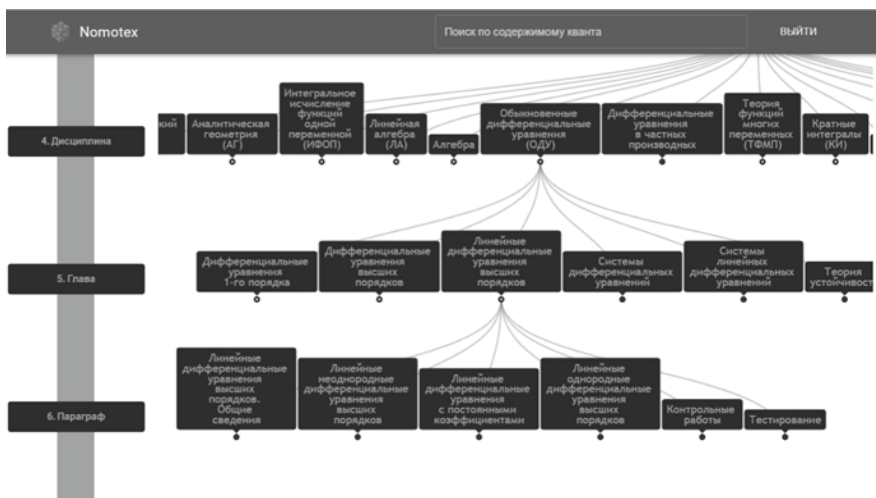 Nomotex
Поиск по содержимому кванта
ВЫЙТИ
4. Дисциплина
кий
Аналитическая
геометрия
(АГ)
Интегральное
исчисление
функций
одной
переменной
(ИФОП)
Линейная
алгебра
(ЛА)
Алгебра
Обыкновенные
дифференциальные
уравнения
(ОДУ)
Дифференциальные
уравнения
в частных
производных
Теория
функций
многих
переменных
(ТФМП)
Кратные
интегралы
(КИ)
5. Глава
Дифференциальные
уравнения
1-го порядка
Дифференциальные
уравнения
высших
порядков
Линейные
дифференциальные
уравнения
высших
порядков
Системы
дифференциальных
уравнений
Системы
линейных
дифференциальных
уравнений
Теория
устойчивост
6. Параграф
Линейные
дифференциальные
уравнения
высших
порядков.
Общие
сведения
Линейные
неоднородные
дифференциальные
уравнения
высших
порядков
Линейные
дифференциальные
уравнения
с постоянными
коэффициентами
Линейные
однородные
дифференциальные
уравнения
высших
порядков
Контрольные
работы
Тестирование